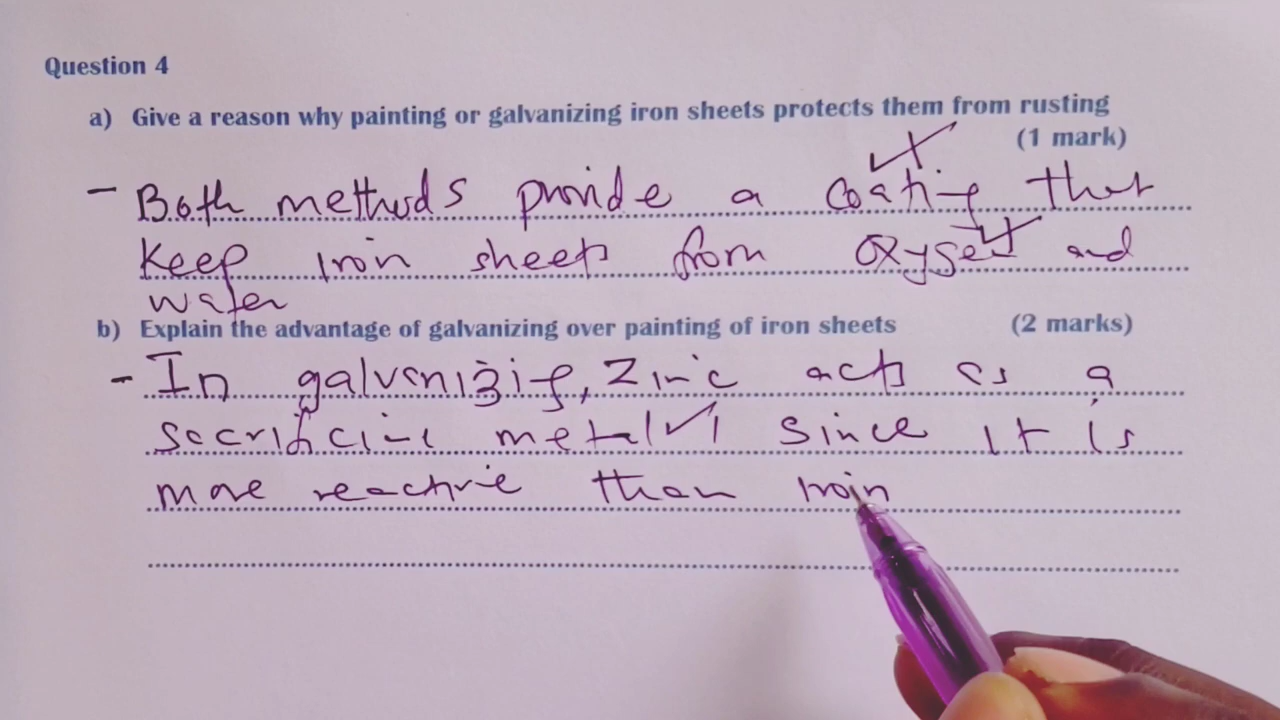 Question 4
a) Give a reason why painting or galvanizing iron sheets protects them from rusting
(1 mark)
- Both methods provide a coating that
keep iron sheets from oxygen and
water
b) Explain the advantage of galvanizing over painting of iron sheets (2 marks)
- In galvanizing, zinc acts as a
sacrificial metal since it is
more reactive than iron